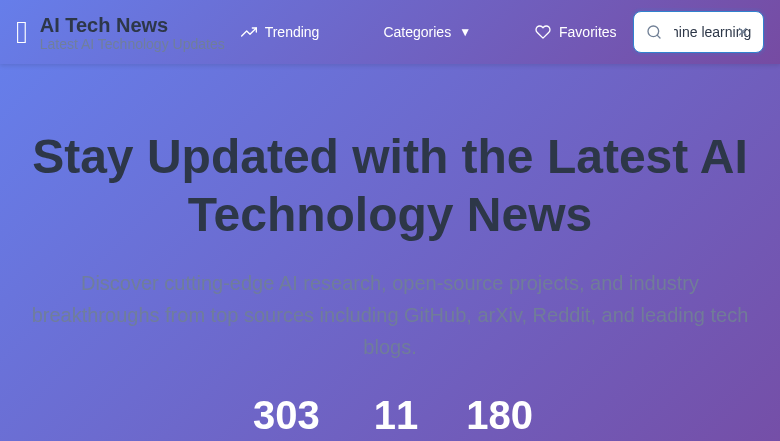 AI Tech News
Latest AI Technology Updates
Trending
Categories ▼
Favorites
hine learning
Stay Updated with the Latest AI
Technology News
Discover cutting-edge AI research, open-source projects, and industry
breakthroughs from top sources including GitHub, arXiv, Reddit, and leading tech
blogs.
303
11
180